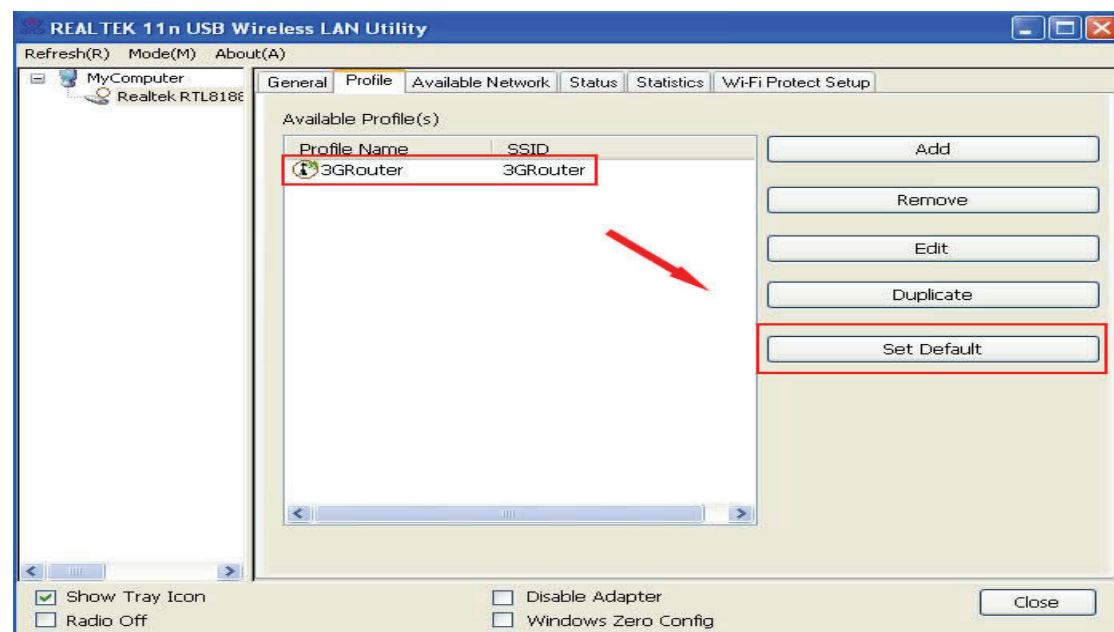 REALTEK 11n USB Wireless LAN Utility
Refresh(R) Mode(M) About(A)
MyComputer
Realtek RTL8188
General Profile Available Network Status Statistics Wi-Fi Protect Setup
Available Profile(s)
Profile Name SSID
3GRouter 3GRouter
Add
Remove
Edit
Duplicate
Set Default
Show Tray Icon
Radio Off
Disable Adapter
Windows Zero Config
Close